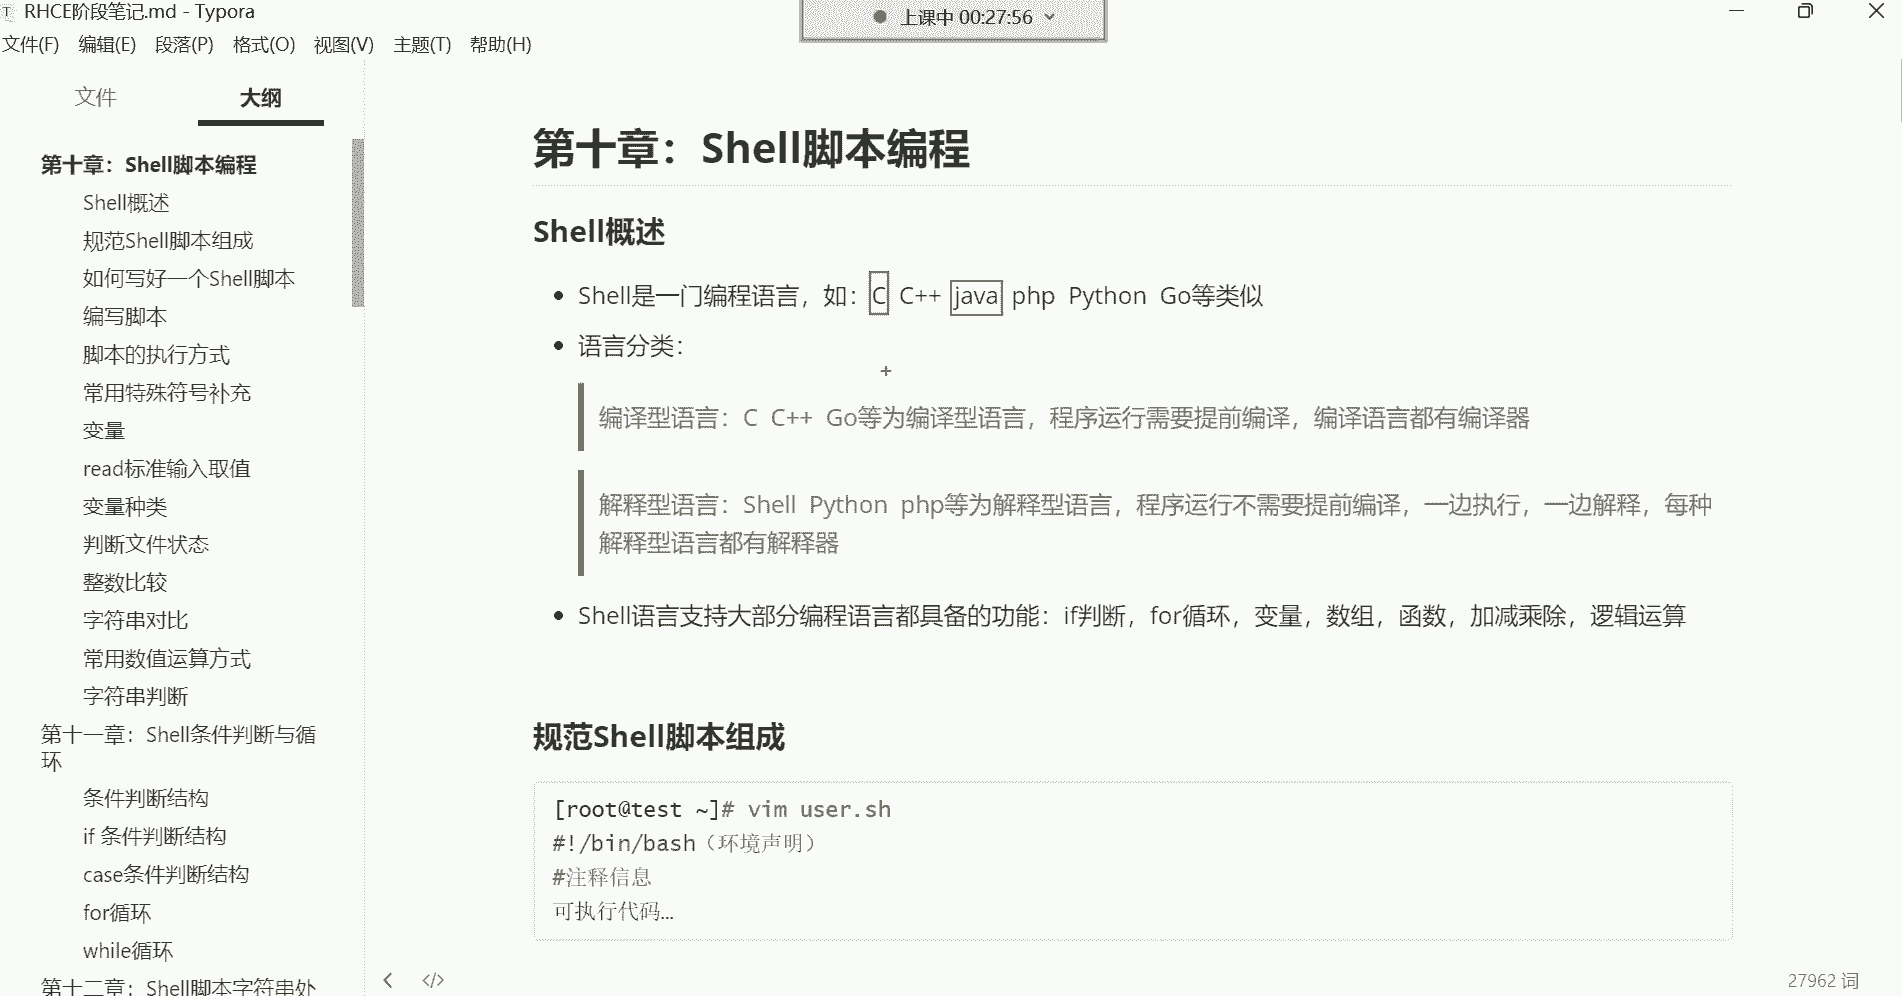 RHCE阶段笔记.md - Typora
上课中 00:27:56
文件(F) 编辑(E) 段落(P) 格式(O) 视图(V) 主题(T) 帮助(H)
文件 大纲
第十章：Shell脚本编程
Shell概述
规范Shell脚本组成
如何写好一个Shell脚本
编写脚本
脚本的执行方式
常用特殊符号补充
变量
read标准输入取值
变量种类
判断文件状态
整数比较
字符串对比
常用数值运算方式
字符串判断
第十一章：Shell条件判断与循
环
条件判断结构
if 条件判断结构
case条件判断结构
for循环
while循环
第十二章：Shell脚本字符串处
第十章：Shell脚本编程
Shell概述
Shell是一门编程语言，如：C C++ java php Python Go等类似
语言分类：
编译型语言：C C++ Go等为编译型语言，程序运行需要提前编译，编译语言都有编译器
解释型语言：Shell Python php等为解释型语言，程序运行不需要提前编译，一边执行，一边解释，每种
解释型语言都有解释器
Shell语言支持大部分编程语言都具备的功能：if判断，for循环，变量，数组，函数，加减乘除，逻辑运算
规范Shell脚本组成
[root@test ~]# vim user.sh
#!/bin/bash（环境声明）
#注释信息
可执行代码...
</> 
27962 词